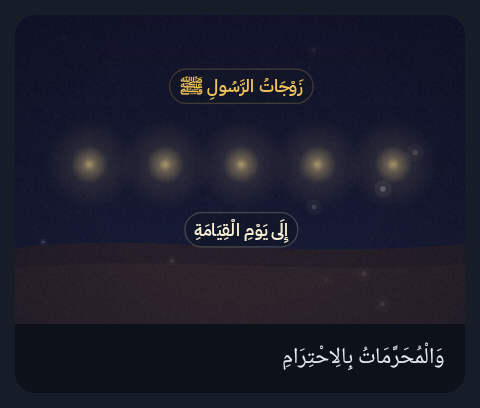 زَوْجَاتُ الرَّسُولِ ﷺ
إِلَى يَوْمِ الْقِيَامَةِ
وَالْمُحَرَّمَاتُ بِالِاحْتِرَامِ